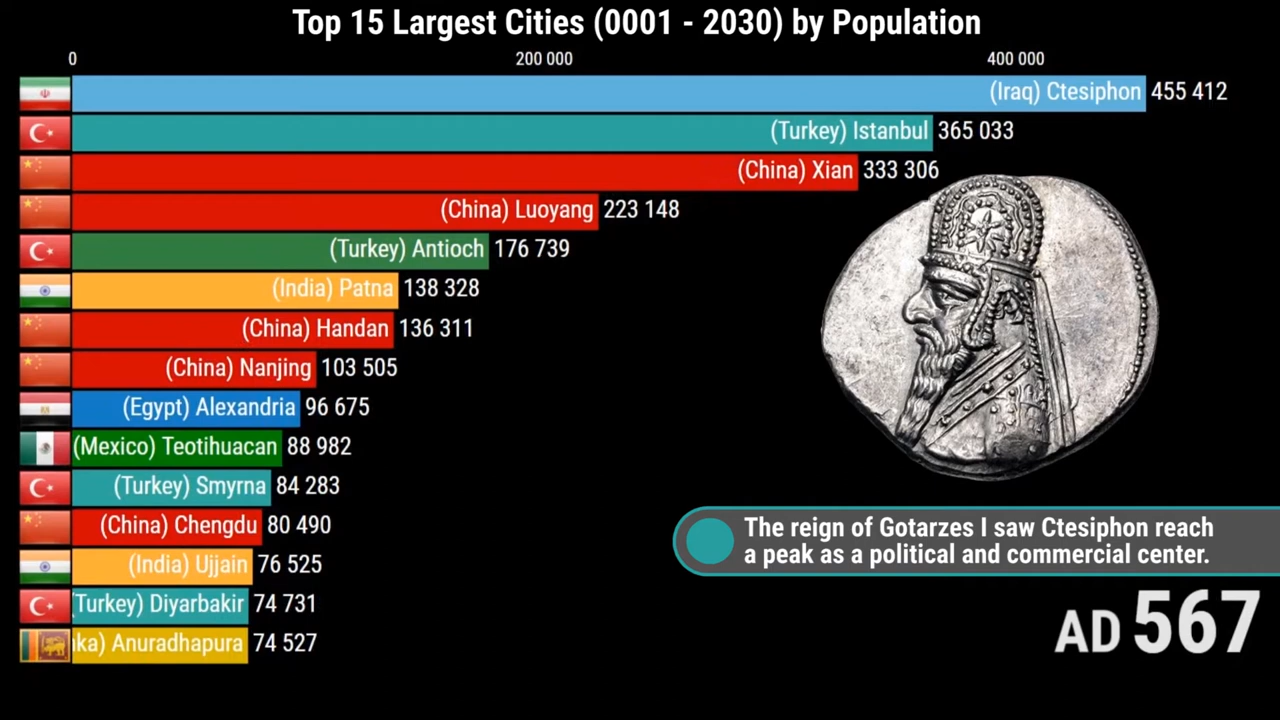 Top 15 Largest Cities (0001 - 2030) by Population
0 200 000 400 000
(Iraq) Ctesiphon 455 412
(Turkey) Istanbul 365 033
(China) Xian 333 306
(China) Luoyang 223 148
(Turkey) Antioch 176 739
(India) Patna 138 328
(China) Handan 136 311
(China) Nanjing 103 505
(Egypt) Alexandria 96 675
(Mexico) Teotihuacan 88 982
(Turkey) Smyrna 84 283
(China) Chengdu 80 490
(India) Ujjain 76 525
(Turkey) Diyarbakir 74 731
nka) Anuradhapura 74 527
The reign of Gotarzes I saw Ctesiphon reach
a peak as a political and commercial center.
AD 567